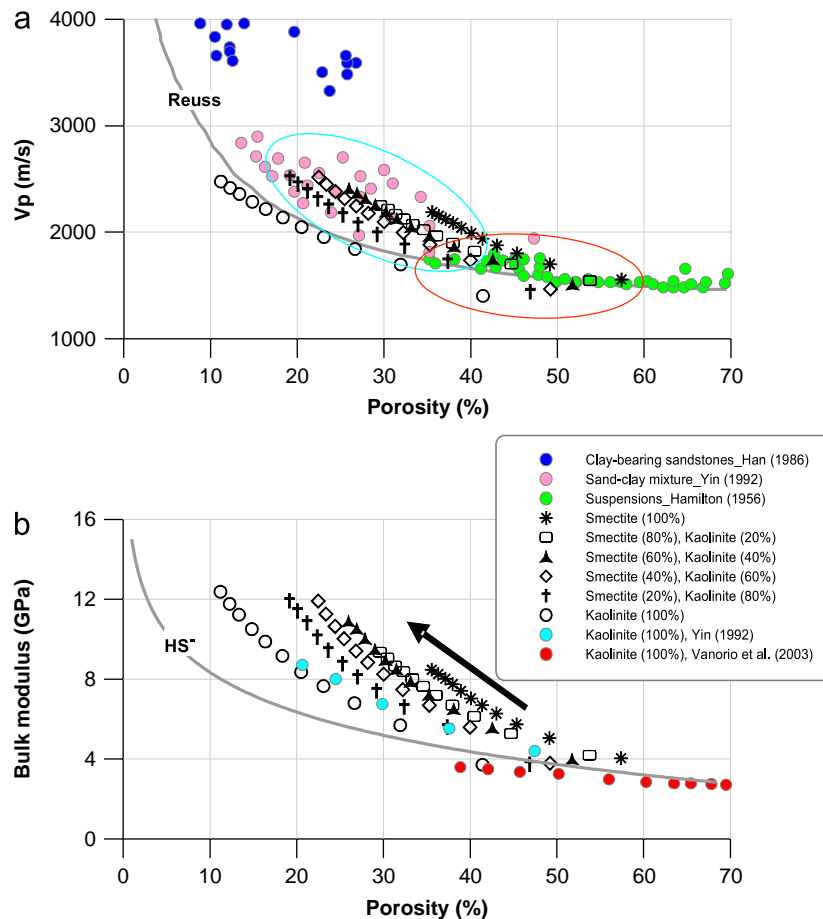 a
4000
3000
2000
1000
Vp (m/s)
Reuss
0 10 20 30 40 50 60 70
Porosity (%)
Clay-bearing sandstones_Han (1986)
Sand-clay mixture_Yin (1992)
Suspensions_Hamilton (1956)
Smectite (100%)
Smectite (80%), Kaolinite (20%)
Smectite (60%), Kaolinite (40%)
Smectite (40%), Kaolinite (60%)
Smectite (20%), Kaolinite (80%)
Kaolinite (100%)
Kaolinite (100%), Yin (1992)
Kaolinite (100%), Vanorio et al. (2003)
b
16
12
8
4
0
Bulk modulus (GPa)
HS-
0 10 20 30 40 50 60 70
Porosity (%)